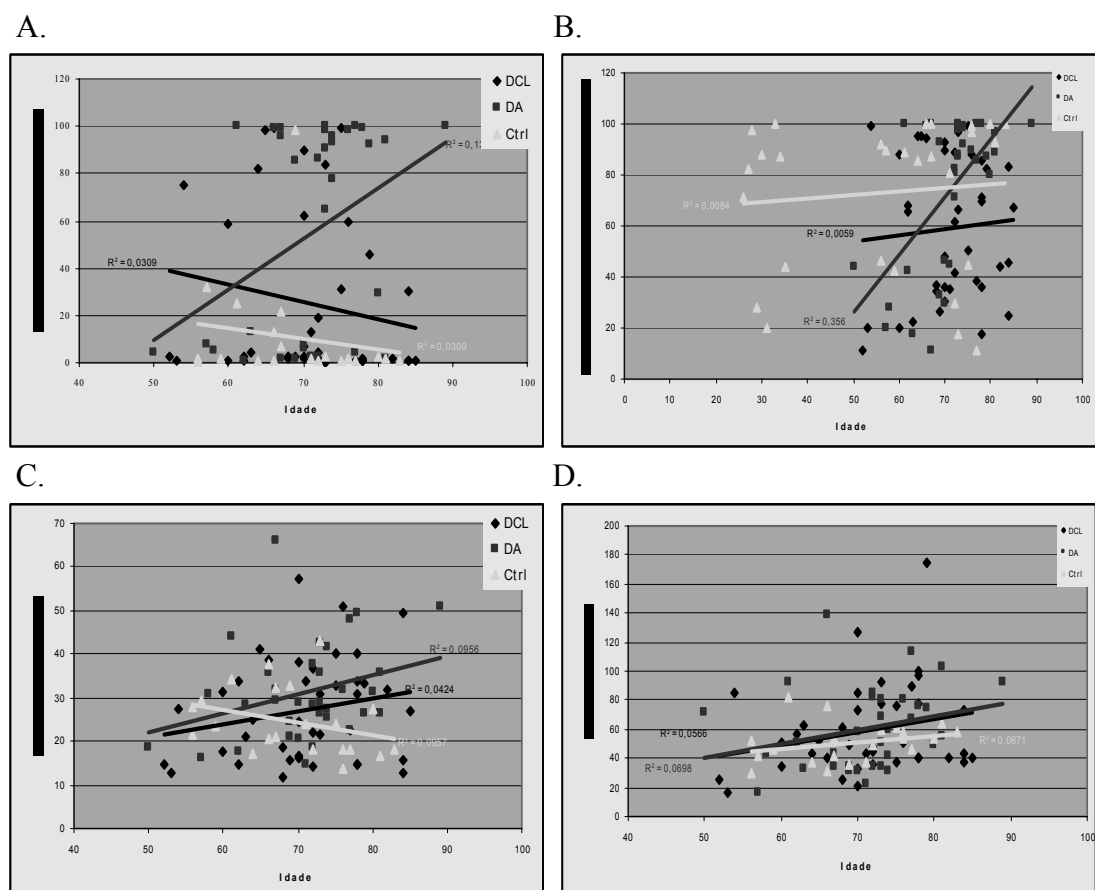 A.
B.
120
100
80
60
40
20
0
40 50 60 70 80 90 100
Idade
DCL
DA
Ctrl
R² = 0,0309
R² = 0,0309
120
100
80
60
40
20
0
0 10 20 30 40 50 60 70 80 90 100
Idade
DCL
DA
Ctrl
R² = 0,0084
R² = 0,0059
R² = 0,356
C.
D.
70
60
50
40
30
20
10
0
40 50 60 70 80 90 100
Idade
DCL
DA
Ctrl
R² = 0,0956
R² = 0,0424
R² = 0,0957
200
180
160
140
120
100
80
60
40
20
0
40 50 60 70 80 90 100
Idade
DCL
DA
Ctrl
R² = 0,0566
R² = 0,0671
R² = 0,0698